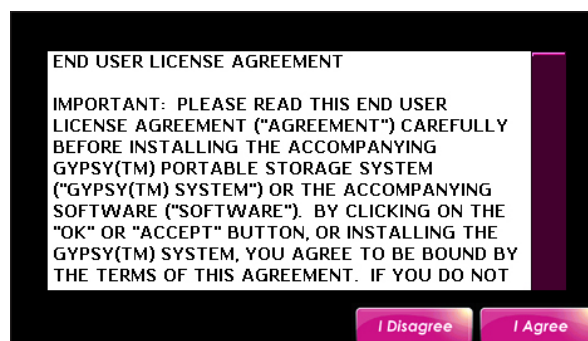 END USER LICENSE AGREEMENT
IMPORTANT:  PLEASE READ THIS END USER
LICENSE AGREEMENT ("AGREEMENT") CAREFULLY
BEFORE INSTALLING THE ACCOMPANYING
GYPSY(TM) PORTABLE STORAGE SYSTEM
("GYPSY(TM) SYSTEM") OR THE ACCOMPANYING
SOFTWARE ("SOFTWARE").  BY CLICKING ON THE
"OK" OR "ACCEPT" BUTTON, OR INSTALLING THE
GYPSY(TM) SYSTEM, YOU AGREE TO BE BOUND BY
THE TERMS OF THIS AGREEMENT.  IF YOU DO NOT
I Disagree
I Agree